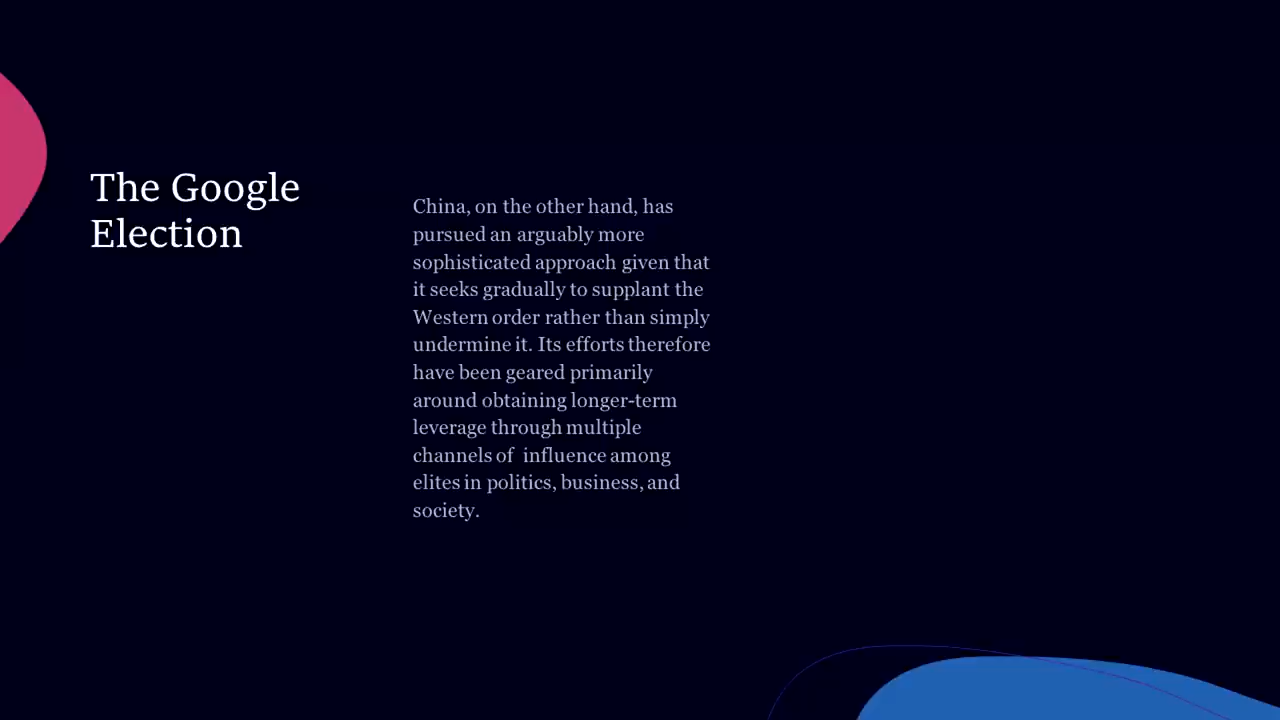 The Google
Election
China, on the other hand, has
pursued an arguably more
sophisticated approach given that
it seeks gradually to supplant the
Western order rather than simply
undermine it. Its efforts therefore
have been geared primarily
around obtaining longer-term
leverage through multiple
channels of influence among
elites in politics, business, and
society.